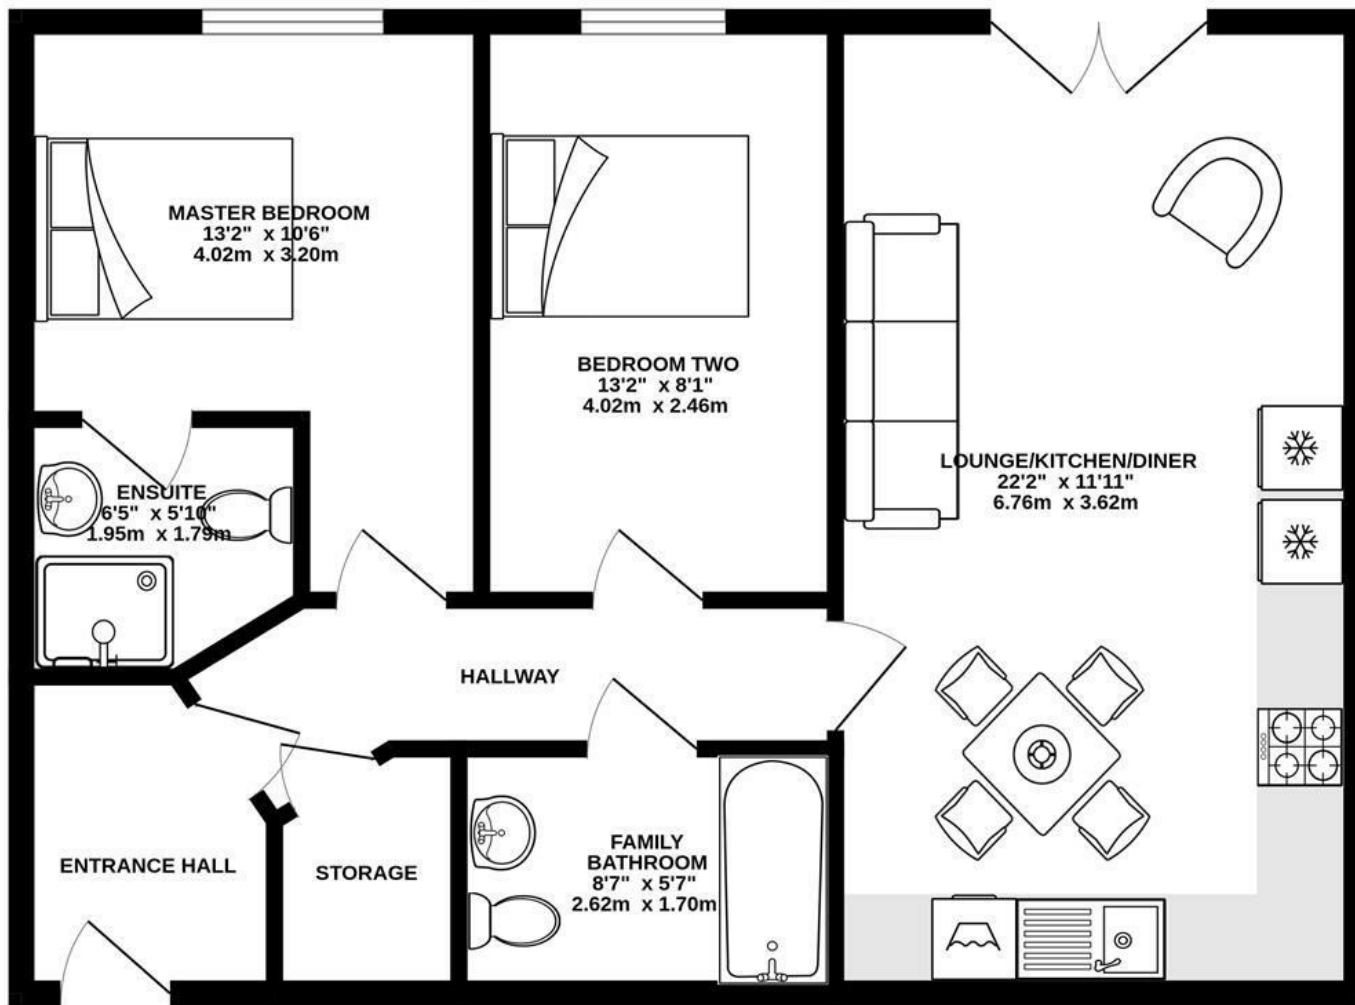 MASTER BEDROOM
13'2" x 10'6"
4.02m x 3.20m
BEDROOM TWO
13'2" x 8'1"
4.02m x 2.46m
LOUNGE/KITCHEN/DINER
22'2" x 11'11"
6.76m x 3.62m
ENSUITE
6'5" x 5'10"
1.95m x 1.79m
HALLWAY
ENTRANCE HALL
STORAGE
FAMILY
BATHROOM
8'7" x 5'7"
2.62m x 1.70m